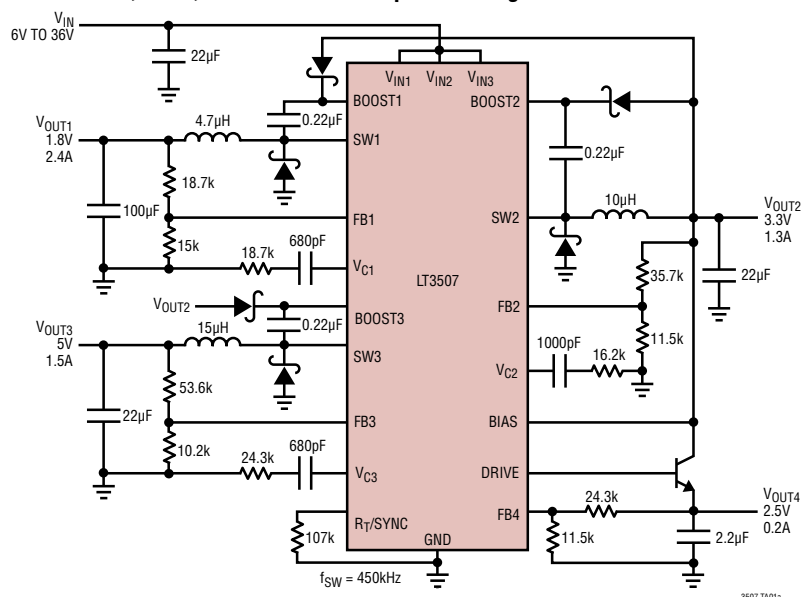 VIN
6V TO 36V
22µF
VIN1
VIN2
VIN3
BOOST1
BOOST2
0.22µF
4.7µH
VOUT1
1.8V
2.4A
SW1
0.22µF
18.7k
10µH
100µF
FB1
SW2
VOUT2
3.3V
1.3A
15k
18.7k
680pF
VC1
LT3507
35.7k
22µF
VOUT2
BOOST3
FB2
15µH
0.22µF
VOUT3
5V
1.5A
SW3
1000pF
16.2k
11.5k
VC2
53.6k
22µF
FB3
BIAS
10.2k
24.3k
680pF
VC3
DRIVE
24.3k
VOUT4
2.5V
0.2A
RT/SYNC
FB4
107k
GND
11.5k
2.2µF
fSW = 450kHz
3507 TA01a